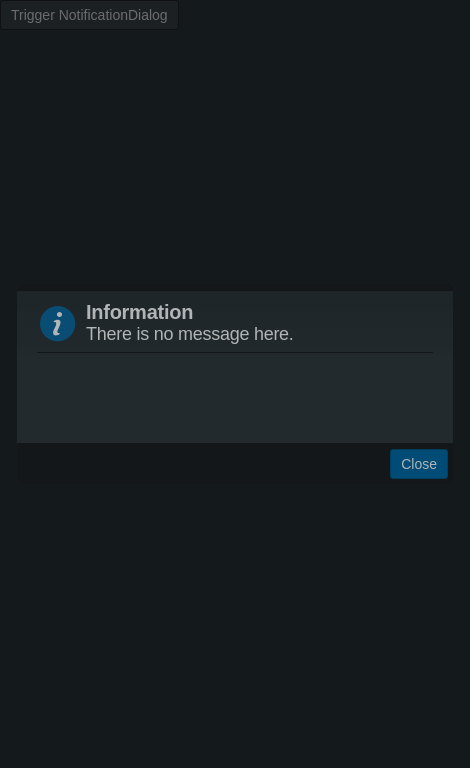 Trigger NotificationDialog
Information
There is no message here.
Close